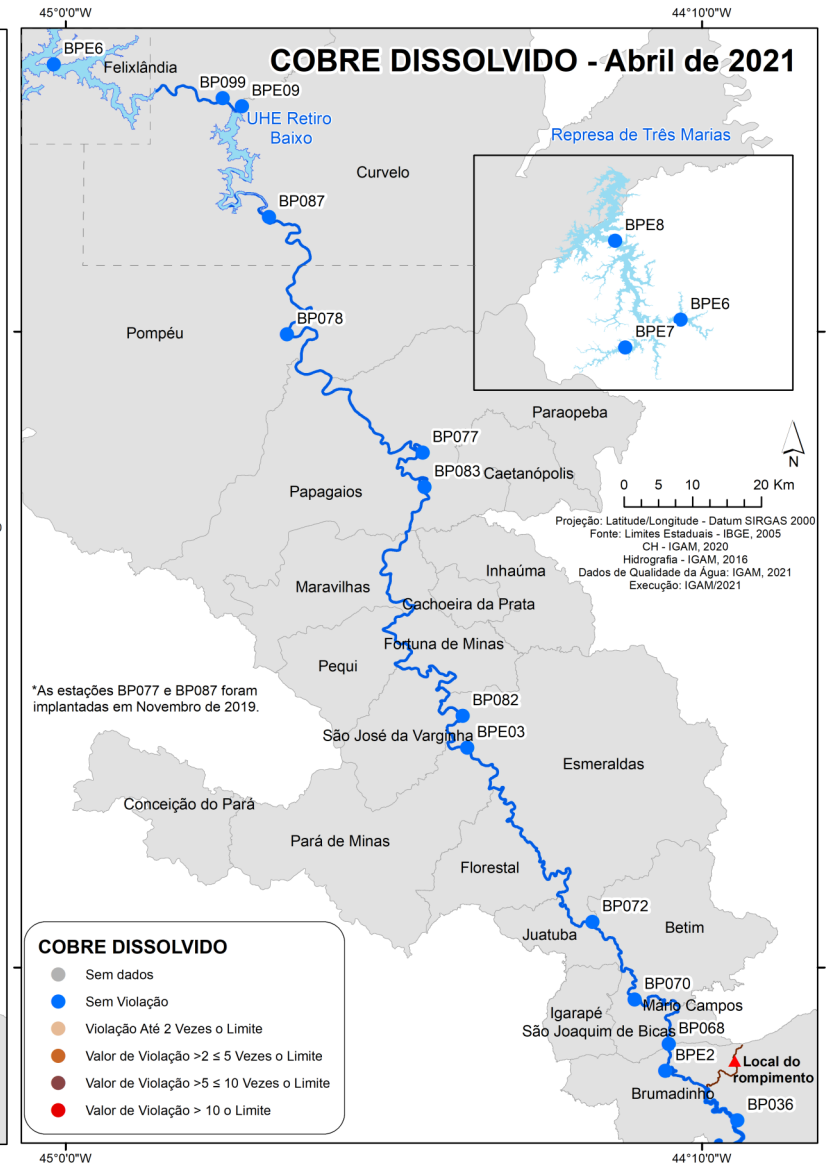 45°0'0"W
44°10'0"W
COBRE DISSOLVIDO - Abril de 2021
BPE6
Felixlândia
BP099
BPE09
UHE Retiro
Baixo
Represa de Três Marias
Curvelo
BP087
BPE8
BPE6
BPE7
BP078
Pompéu
Paraopeba
BP077
BP083
Caetanópolis
N
0 5 10 20 Km
Papagaios
Projeção: Latitude/Longitude - Datum SIRGAS 2000
Fonte: Limites Estaduais - IBGE, 2005
CH - IGAM, 2020
Hidrografia - IGAM, 2016
Dados de Qualidade da Água: IGAM, 2021
Execução: IGAM/2021
Inhaúma
Maravilhas
Cachoeira da Prata
Fortuna de Minas
Pequi
*As estações BP077 e BP087 foram
implantadas em Novembro de 2019.
BP082
São José da Varginha
BPE03
Esmeraldas
Conceição do Pará
Pará de Minas
Florestal
BP072
Juatuba
Betim
BP070
Mário Campos
Igarapé
São Joaquim de Bicas
BP068
BPE2
Local do
rompimento
Brumadinho
BP036
COBRE DISSOLVIDO
Sem dados
Sem Violação
Violação Até 2 Vezes o Limite
Valor de Violação >2 ≤ 5 Vezes o Limite
Valor de Violação >5 ≤ 10 Vezes o Limite
Valor de Violação > 10 o Limite
45°0'0"W
44°10'0"W